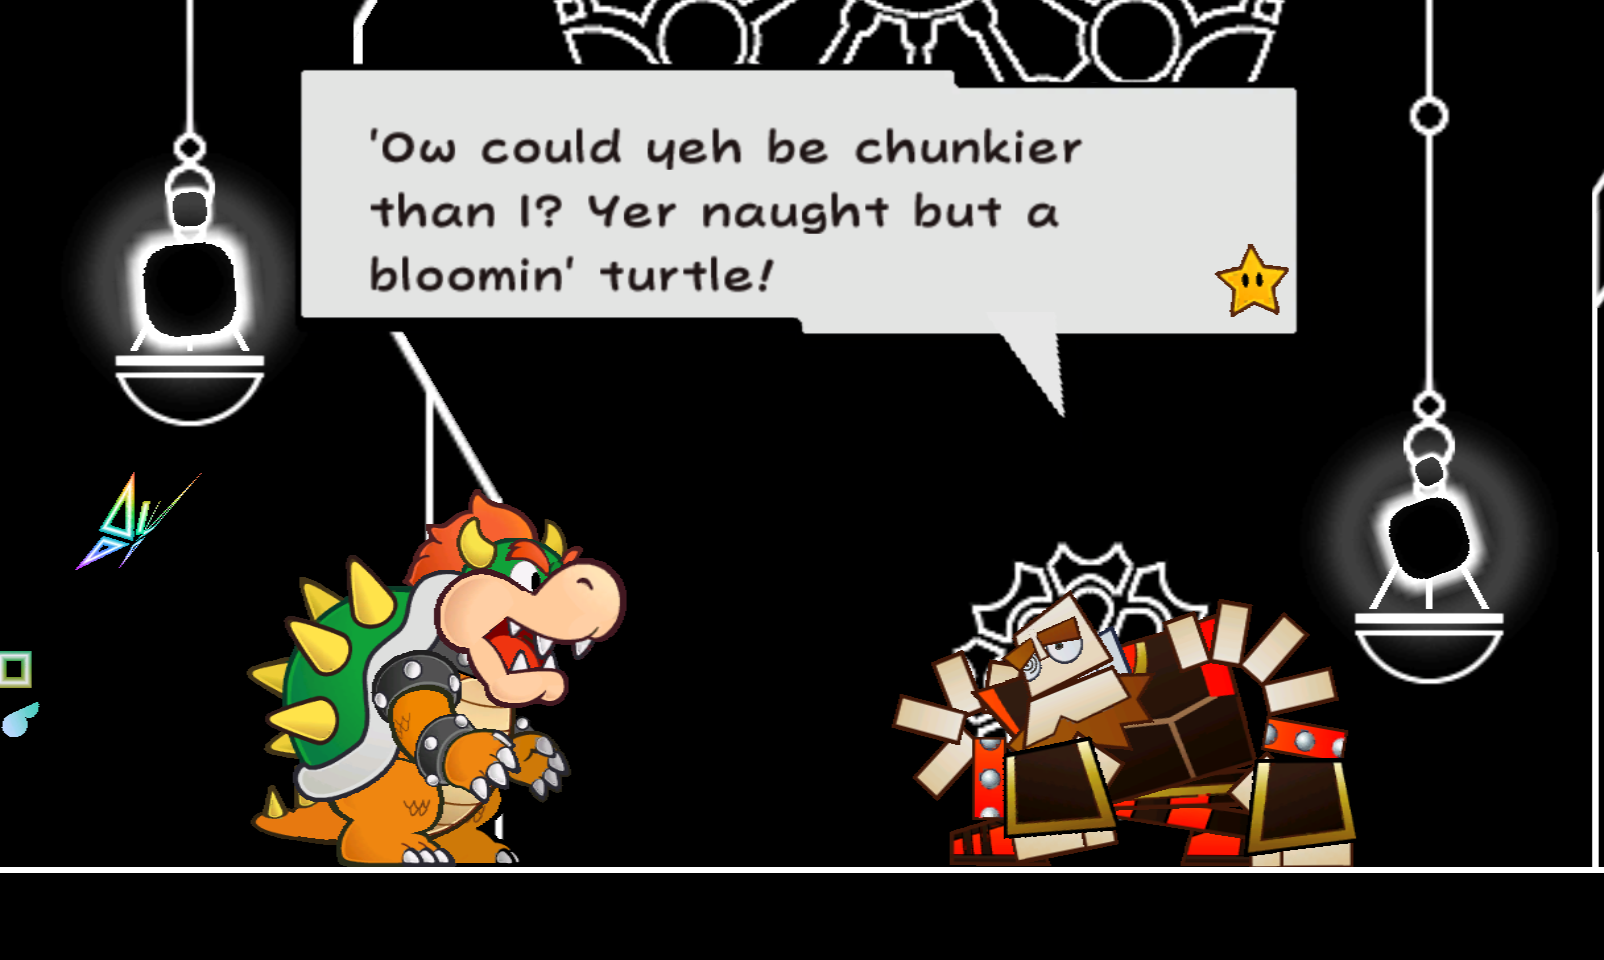 'Ow could yeh be chunkier
than I? Yer naught but a
bloomin' turtle!